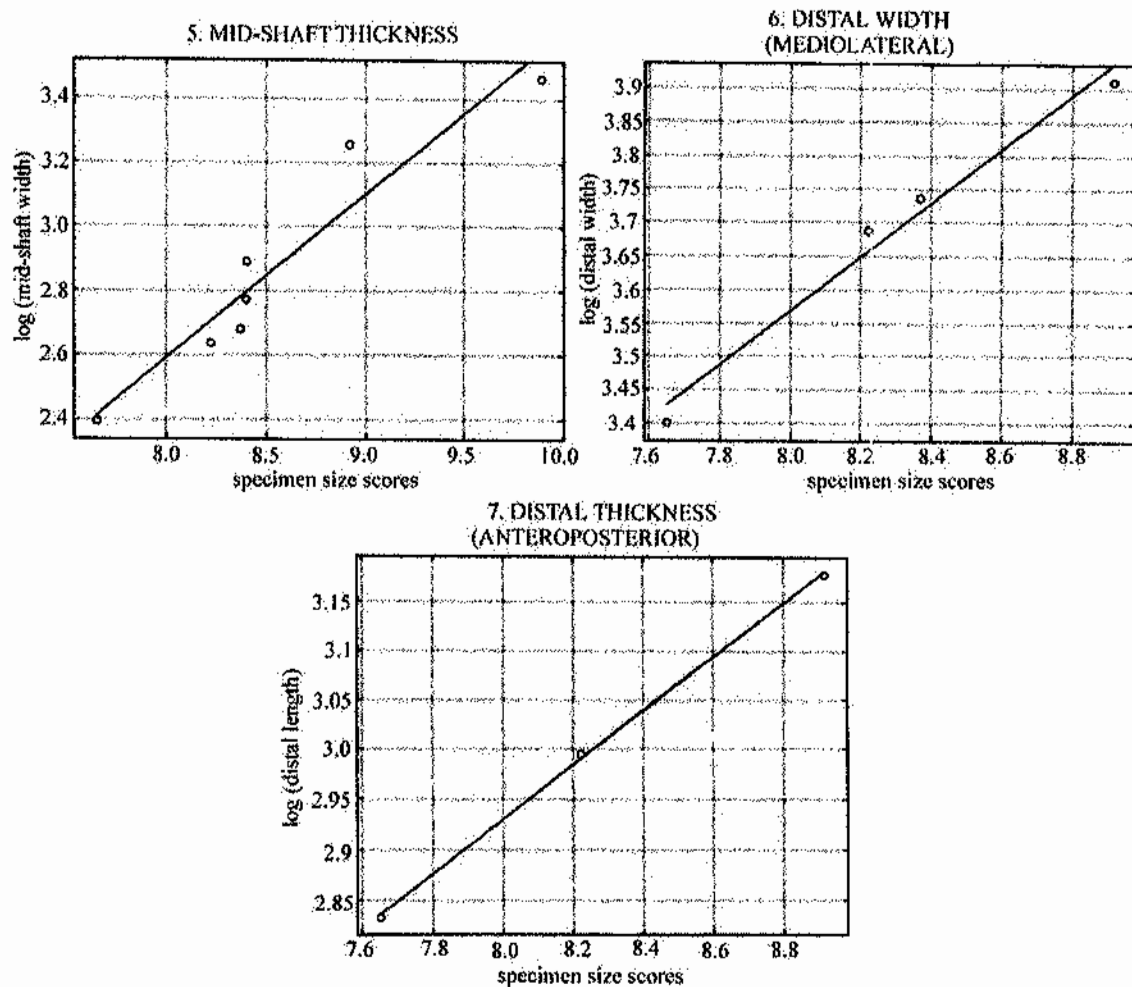 5. MID-SHAFT THICKNESS
log (mid-shaft width)
3.4
3.2
3.0
2.8
2.6
2.4
8.0 8.5 9.0 9.5 10.0
specimen size scores
6. DISTAL WIDTH
(MEDIOLATERAL)
log (distal width)
3.9
3.85
3.8
3.75
3.7
3.65
3.6
3.55
3.5
3.45
3.4
7.6 7.8 8.0 8.2 8.4 8.6 8.8
specimen size scores
7. DISTAL THICKNESS
(ANTEROPOSTERIOR)
log (distal length)
3.15
3.1
3.05
3.0
2.95
2.9
2.85
7.6 7.8 8.0 8.2 8.4 8.6 8.8
specimen size scores